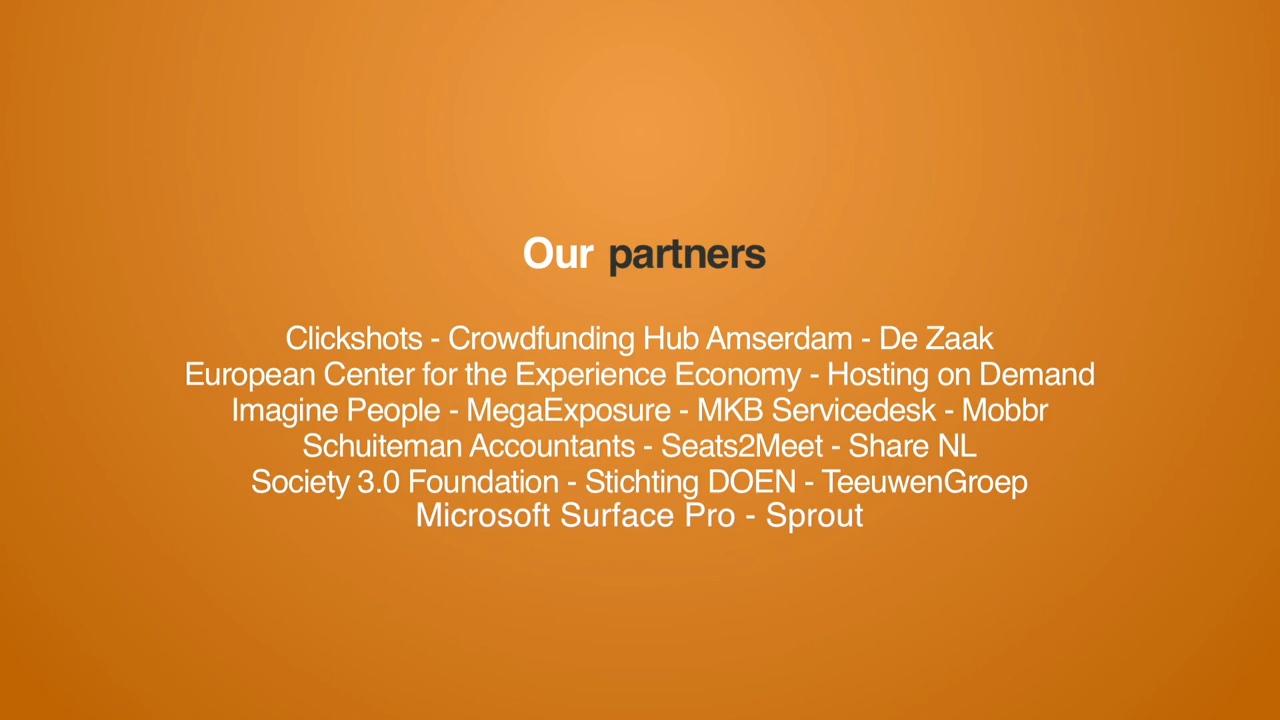 Our partners
Clickshots - Crowdfunding Hub Amserdam - De Zaak
European Center for the Experience Economy - Hosting on Demand
Imagine People - MegaExposure - MKB Servicedesk - Mobbr
Schuiteman Accountants - Seats2Meet - Share NL
Society 3.0 Foundation - Stichting DOEN - TeeuwenGroep
Microsoft Surface Pro - Sprout